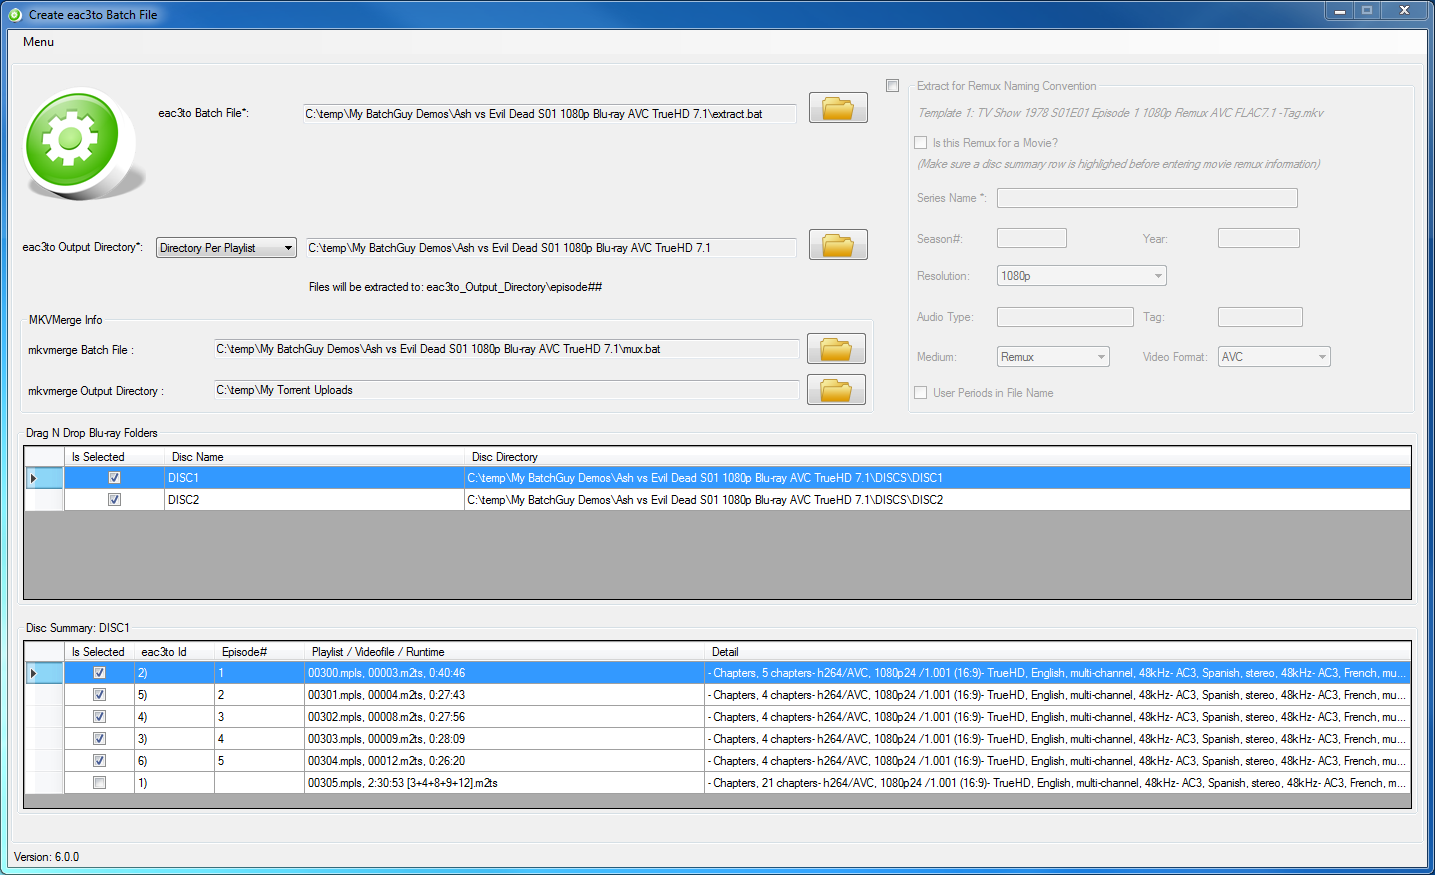 Create eac3to Batch File
Menu
eac3to Batch File*:
C:\temp\My BatchGuy Demos\Ash vs Evil Dead S01 1080p Blu-ray AVC TrueHD 7.1\extract.bat
eac3to Output Directory*:
Directory Per Playlist
C:\temp\My BatchGuy Demos\Ash vs Evil Dead S01 1080p Blu-ray AVC TrueHD 7.1
Files will be extracted to: eac3to_Output_Directory\episode##
MKVMerge Info
mkvmerge Batch File :
C:\temp\My BatchGuy Demos\Ash vs Evil Dead S01 1080p Blu-ray AVC TrueHD 7.1\mux.bat
mkvmerge Output Directory :
C:\temp\My Torrent Uploads
Extract for Remux Naming Convention
Template 1: TV Show 1978 S01E01 Episode 1 1080p Remux AVC FLAC7.1 -Tag.mkv
Is this Remux for a Movie?
(Make sure a disc summary row is highlighed before entering movie remux information)
Series Name *:
Season#:
Year:
Resolution:
1080p
Audio Type:
Tag:
Medium:
Remux
Video Format:
AVC
User Periods in File Name
Drag N Drop Blu-ray Folders
Is Selected Disc Name Disc Directory
DISC1 C:\temp\My BatchGuy Demos\Ash vs Evil Dead S01 1080p Blu-ray AVC TrueHD 7.1\DISCS\DISC1
DISC2 C:\temp\My BatchGuy Demos\Ash vs Evil Dead S01 1080p Blu-ray AVC TrueHD 7.1\DISCS\DISC2
Disc Summary: DISC1
Is Selected eac3to Id Episode# Playlist / Videofile / Runtime Detail
2) 1 00300.mpls, 00003.m2ts, 0:40:46 - Chapters, 5 chapters- h264/AVC, 1080p24 /1.001 (16:9)- TrueHD, English, multi-channel, 48kHz- AC3, Spanish, stereo, 48kHz- AC3, French, mu...
5) 2 00301.mpls, 00004.m2ts, 0:27:43 - Chapters, 4 chapters- h264/AVC, 1080p24 /1.001 (16:9)- TrueHD, English, multi-channel, 48kHz- AC3, Spanish, stereo, 48kHz- AC3, French, mu...
4) 3 00302.mpls, 00008.m2ts, 0:27:56 - Chapters, 4 chapters- h264/AVC, 1080p24 /1.001 (16:9)- TrueHD, English, multi-channel, 48kHz- AC3, Spanish, stereo, 48kHz- AC3, French, mu...
3) 4 00303.mpls, 00009.m2ts, 0:28:09 - Chapters, 4 chapters- h264/AVC, 1080p24 /1.001 (16:9)- TrueHD, English, multi-channel, 48kHz- AC3, Spanish, stereo, 48kHz- AC3, French, mu...
6) 5 00304.mpls, 00012.m2ts, 0:26:20 - Chapters, 4 chapters- h264/AVC, 1080p24 /1.001 (16:9)- TrueHD, English, multi-channel, 48kHz- AC3, Spanish, stereo, 48kHz- AC3, French, mu...
1) 00305.mpls, 2:30:53 [3+4+8+9+12].m2ts - Chapters, 21 chapters- h264/AVC, 1080p24 /1.001 (16:9)- TrueHD, English, multi-channel, 48kHz- AC3, Spanish, stereo, 48kHz- AC3, French, m...
Version: 6.0.0